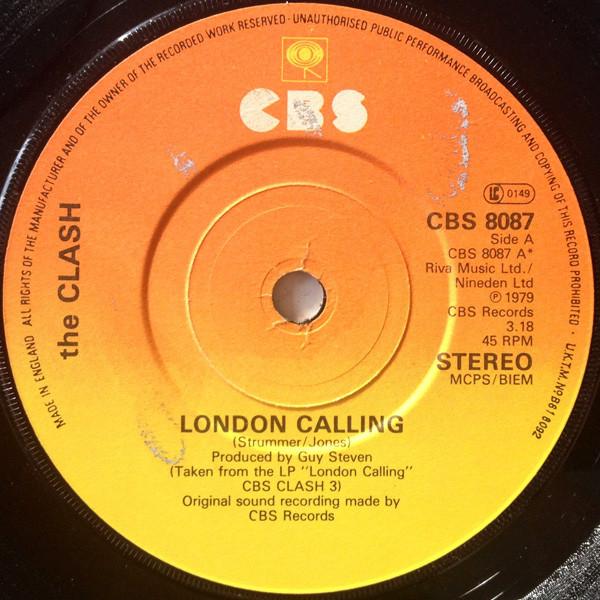 MADE IN ENGLAND ALL RIGHTS OF THE MANUFACTURER AND OF THE OWNER OF THE RECORDED WORK RESERVED · UNAUTHORISED PUBLIC PERFORMANCE BROADCASTING AND COPYING OF THIS RECORD PROHIBITED · U.K.T.M. Nº B618092
CBS
the CLASH
LC 0149
CBS 8087
Side A
CBS 8087 A*
Riva Music Ltd./
Nineden Ltd
℗ 1979
CBS Records
3.18
45 RPM
STEREO
MCPS/BIEM
LONDON CALLING
(Strummer/Jones)
Produced by Guy Steven
(Taken from the LP "London Calling"
CBS CLASH 3)
Original sound recording made by
CBS Records